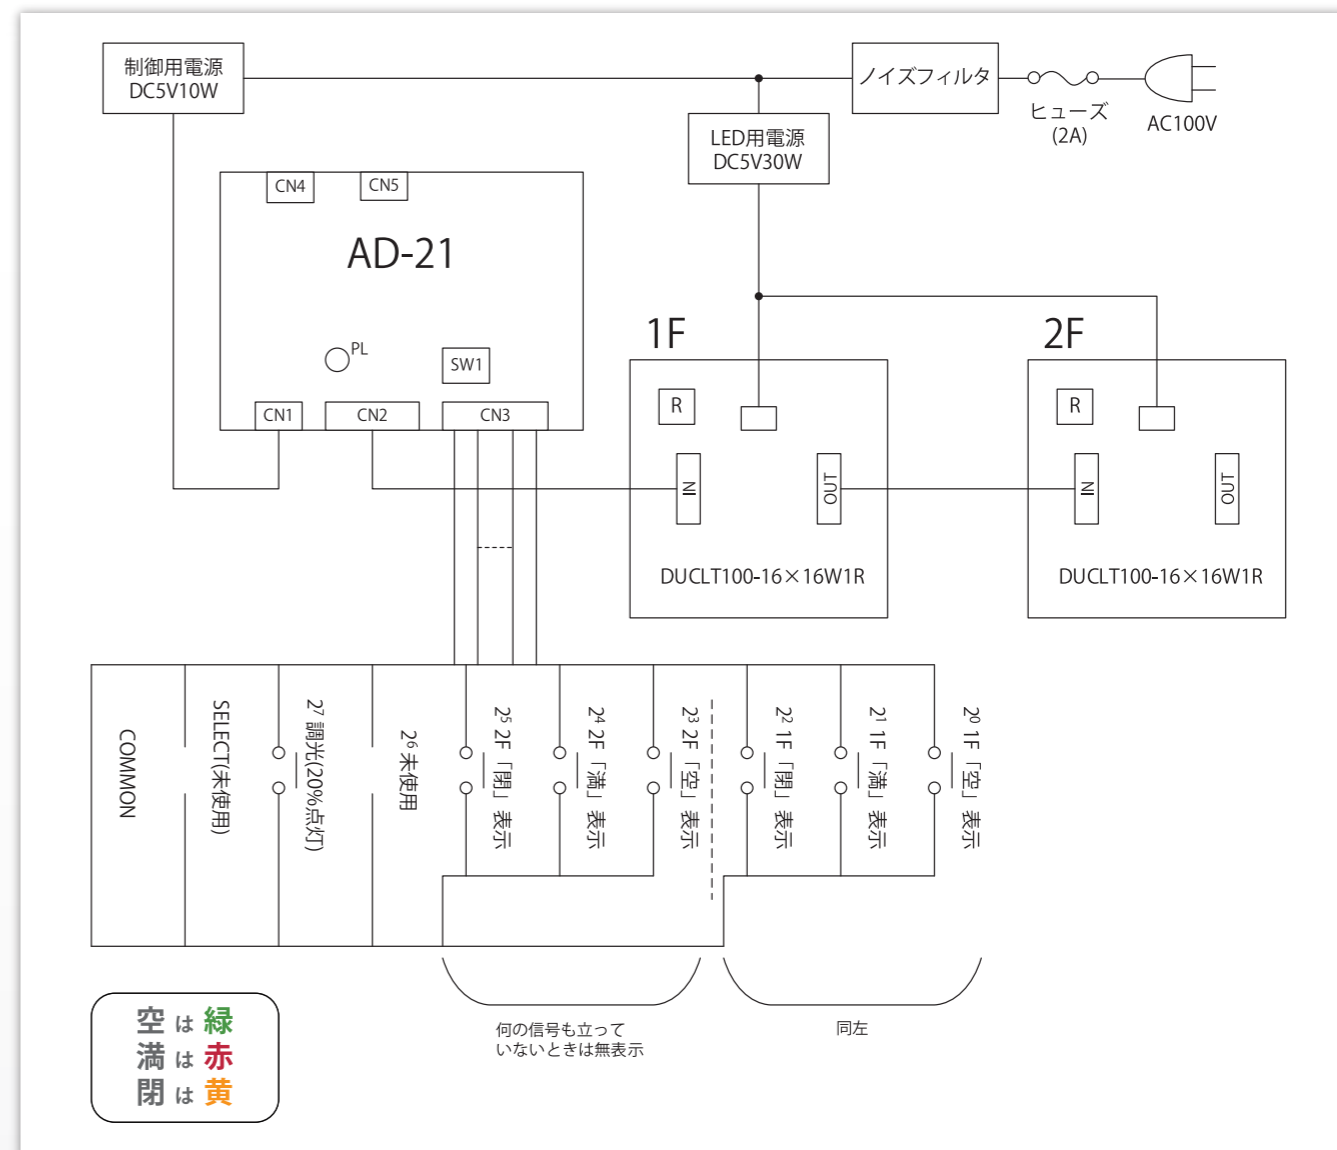 制御用電源
DC5V10W
ノイズフィルタ
ヒューズ
(2A)
AC100V
LED用電源
DC5V30W
CN4
CN5
AD-21
PL
SW1
CN1
CN2
CN3
1F
R
IN
OUT
DUCLT100-16×16W1R
2F
R
IN
OUT
DUCLT100-16×16W1R
COMMON
SELECT(未使用)
2⁷ 調光(20%点灯)
2⁶ 未使用
2⁵ 2F「閉」表示
2⁴ 2F「満」表示
2³ 2F「空」表示
2² 1F「閉」表示
2¹ 1F「満」表示
2⁰ 1F「空」表示
何の信号も立って
いないときは無表示
同左
空は緑
満は赤
閉は黄